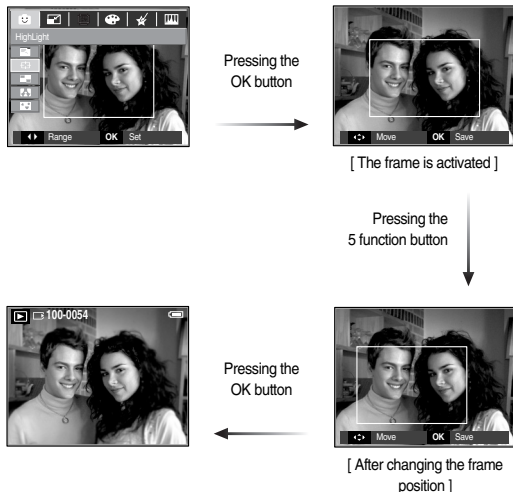 HighLight
Range OK Set
Pressing the
OK button
Move OK Save
[ The frame is activated ]
Pressing the
5 function button
100-0054
Pressing the
OK button
Move OK Save
[ After changing the frame
position ]